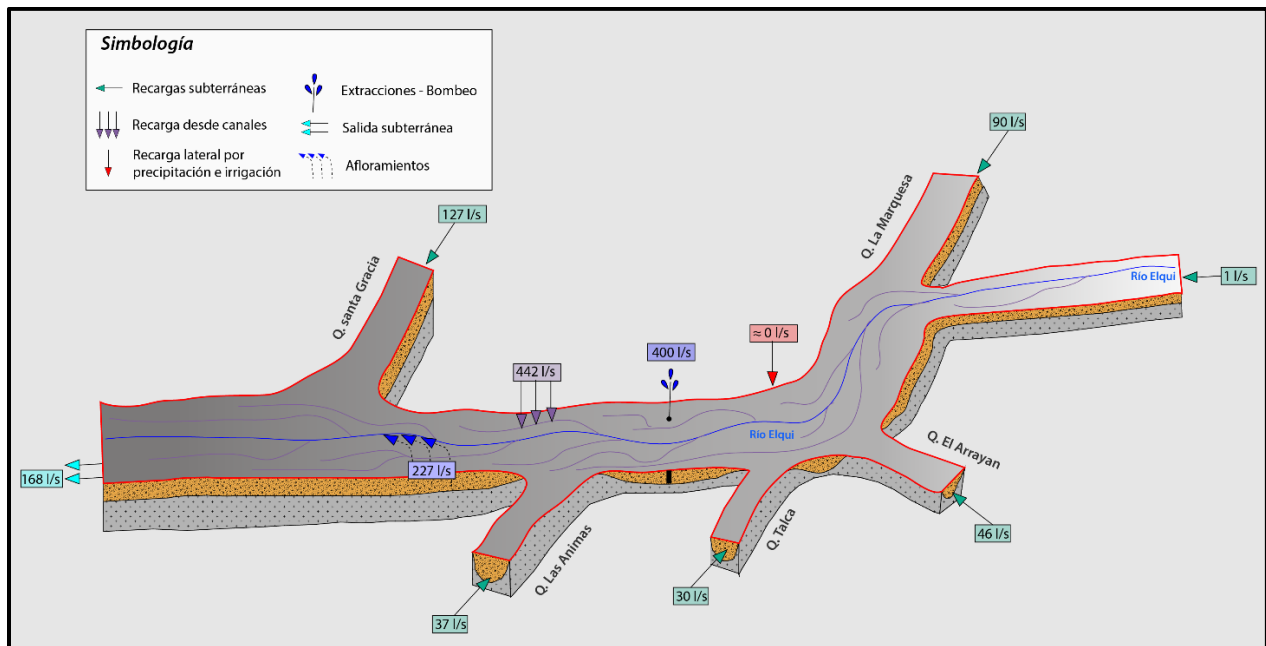 Simbología
Recargas subterráneas
Extracciones - Bombeo
Recarga desde canales
Salida subterránea
Recarga lateral por
precipitación e irrigación
Afloramientos
90 l/s
127 l/s
Q. La Marquesa
Q. santa Gracia
Río Elqui
1 l/s
≈ 0 l/s
400 l/s
442 l/s
Río Elqui
Q. El Arrayan
227 l/s
168 l/s
Q. Talca
46 l/s
Q. Las Animas
30 l/s
37 l/s